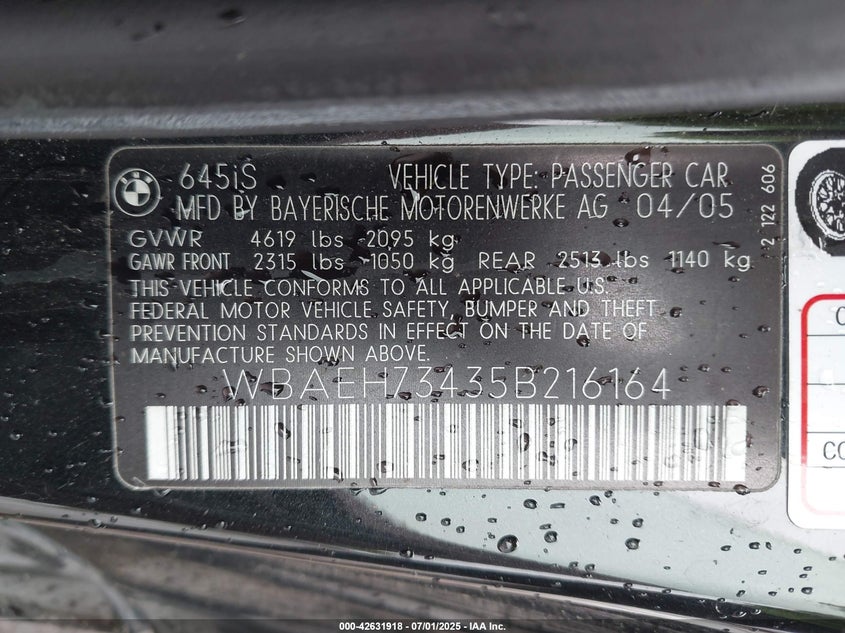 645iS VEHICLE TYPE: PASSENGER CAR
MFD BY BAYERISCHE MOTORENWERKE AG 04/05
GVWR 4619 lbs -2095 kg
GAWR FRONT 2315 lbs -1050 kg REAR 2513 lbs 1140 kg
THIS VEHICLE CONFORMS TO ALL APPLICABLE U.S.
FEDERAL MOTOR VEHICLE SAFETY, BUMPER AND THEFT
PREVENTION STANDARDS IN EFFECT ON THE DATE OF
MANUFACTURE SHOWN ABOVE.
WBAEH73435B216164
2 122 606
000-42631918 - 07/01/2025 - IAA Inc.